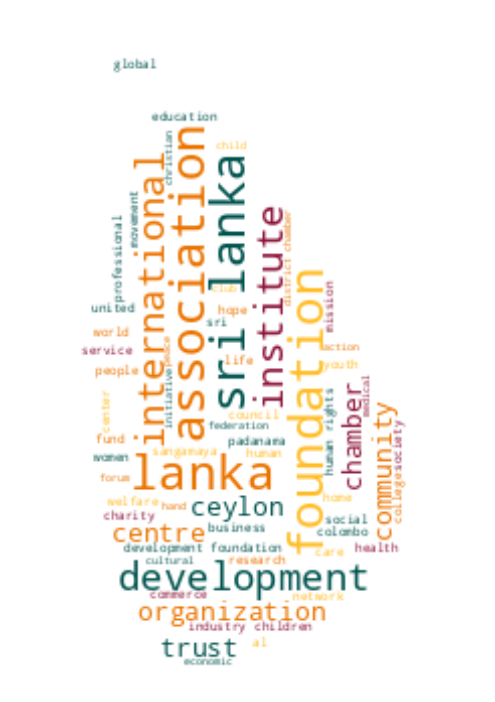 global
education
christian
association
international
child
sri lanka
movement
professional
institute
district chamber
foundation
club
mission
united
hope
sri
world
service
peace
life
action
people
initiative
youth
center
council
human rights
chamber
medical
community
society
college
federation
fund
padanama
women
sangamaya
human
lanka
forum
welfare
hand
ceylon
home
charity
social
centre
business
colombo
development foundation
care
health
cultural
research
development
commerce
network
organization
industry
children
trust
al
economic